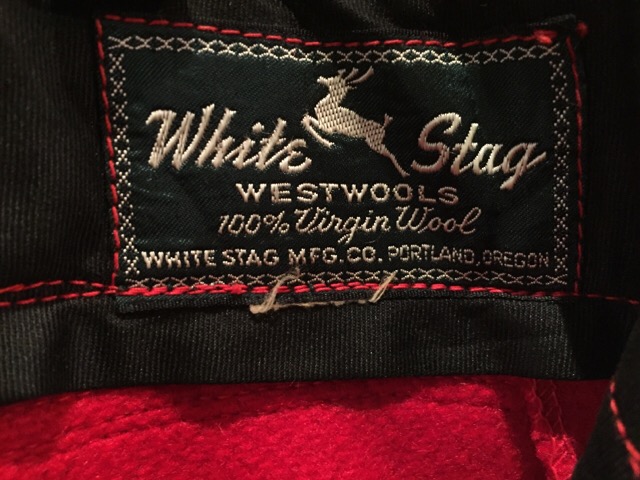 White Stag
WESTWOOLS
100% Virgin Wool
WHITE STAG MFG. CO. PORTLAND, OREGON